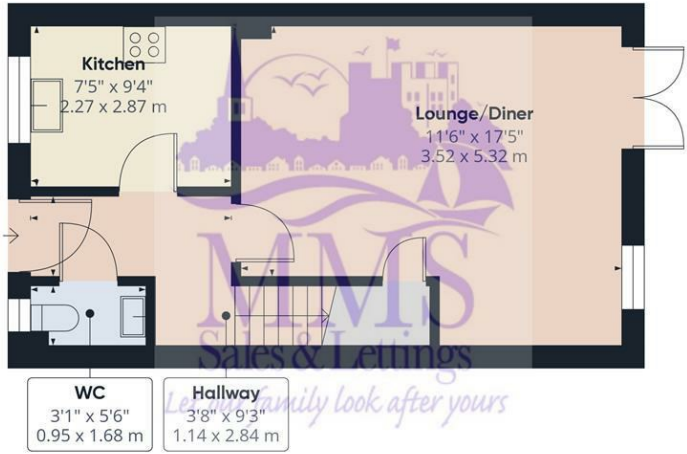 Kitchen
7'5" x 9'4"
2.27 x 2.87 m
Lounge/Diner
11'6" x 17'5"
3.52 x 5.32 m
MMS
Sales & Lettings
Let our family look after yours
WC
3'1" x 5'6"
0.95 x 1.68 m
Hallway
3'8" x 9'3"
1.14 x 2.84 m